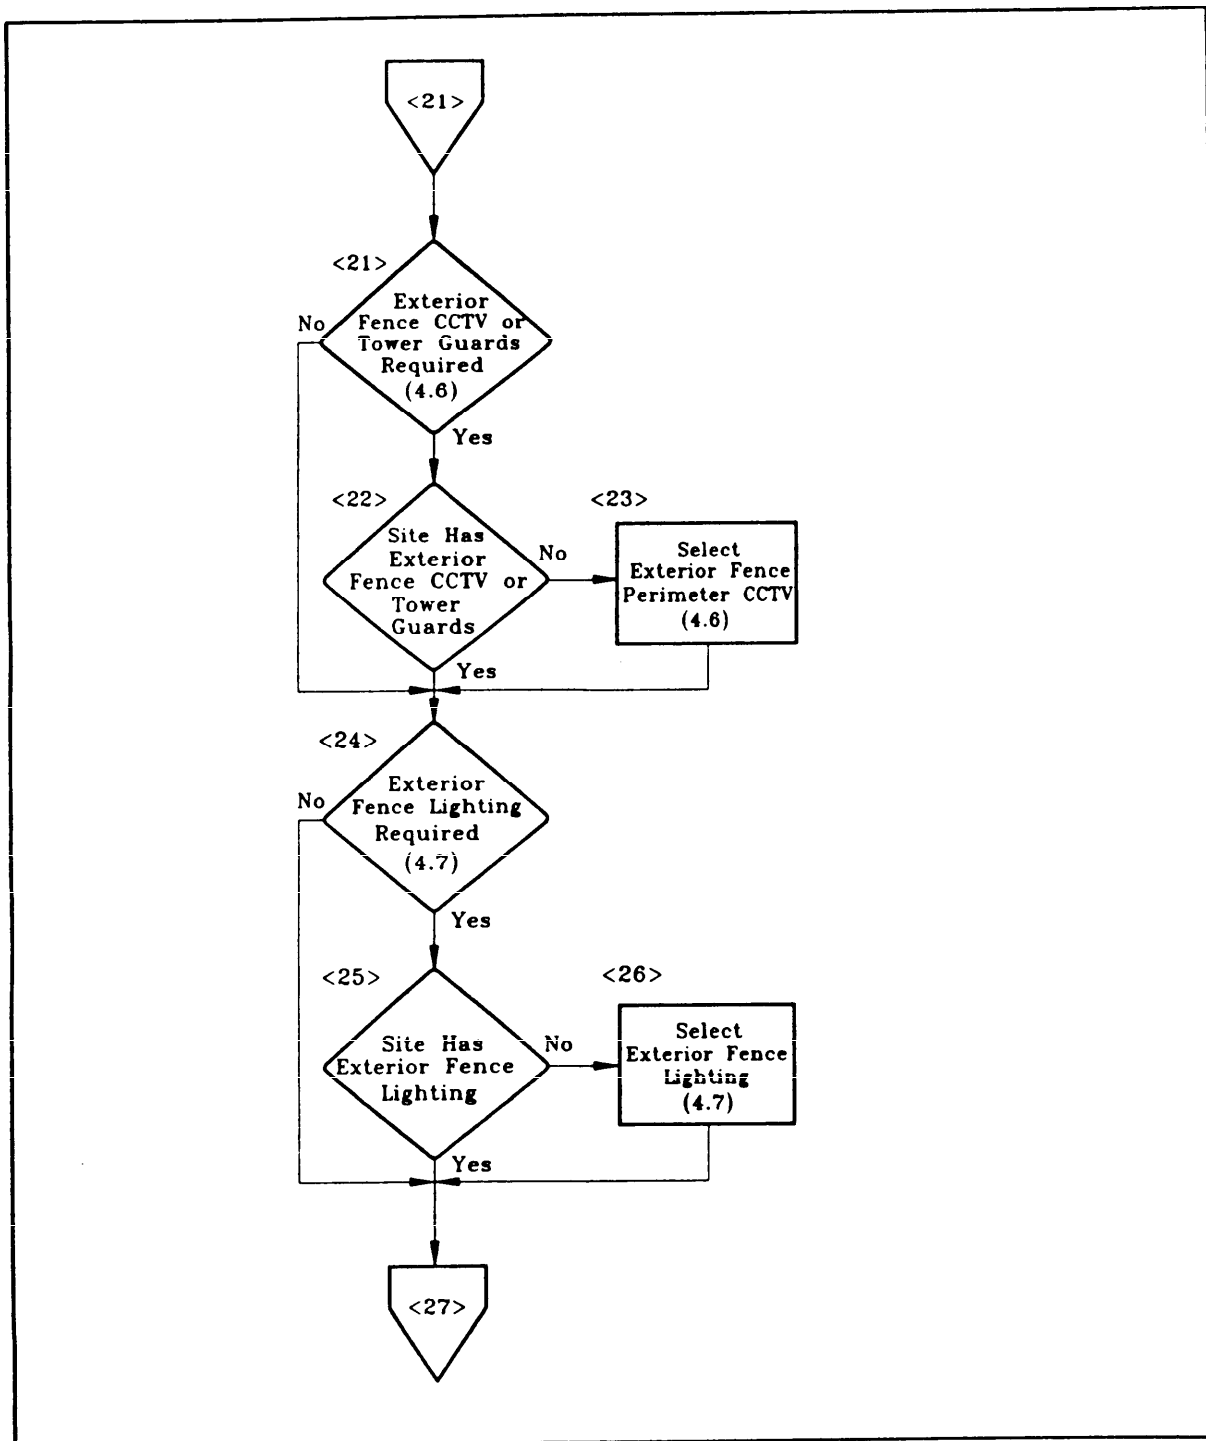 <21>
<21>
Exterior
No
Fence CCTV or
Tower Guards
Required
(4.6)
Yes
<22>
<23>
Site Has
Exterior
Fence CCTV or
Tower
Guards
No
Select
Exterior Fence
Perimeter CCTV
(4.6)
Yes
<24>
Exterior
No
Fence Lighting
Required
(4.7)
Yes
<25>
<26>
Site Has
Exterior Fence
Lighting
No
Select
Exterior Fence
Lighting
(4.7)
Yes
<27>